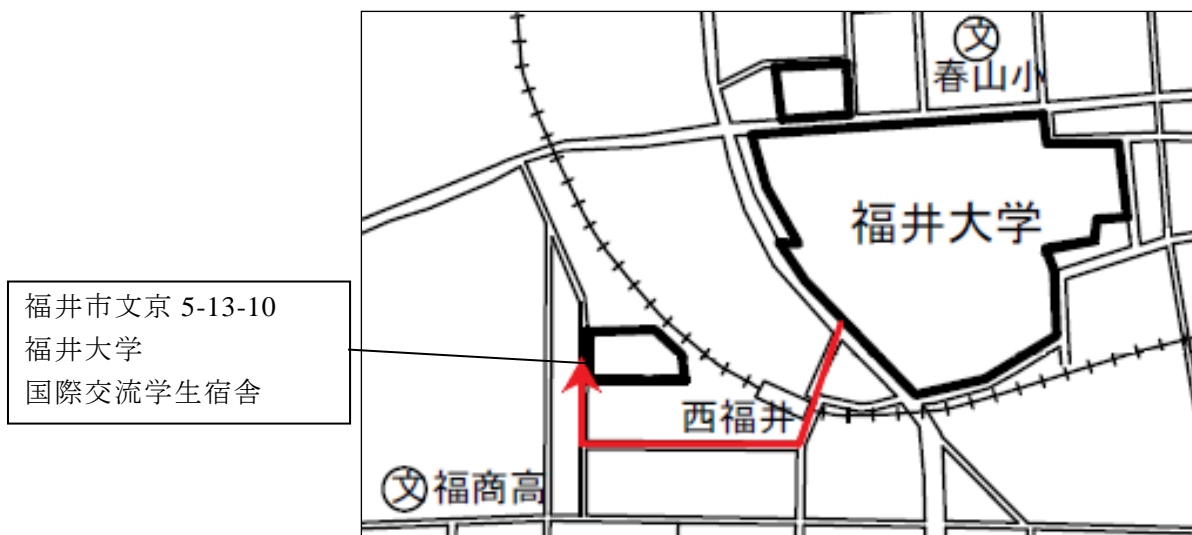 文
春山小
福井大学
福井市文京 5-13-10
福井大学
国際交流学生宿舎
西福井
文福商高